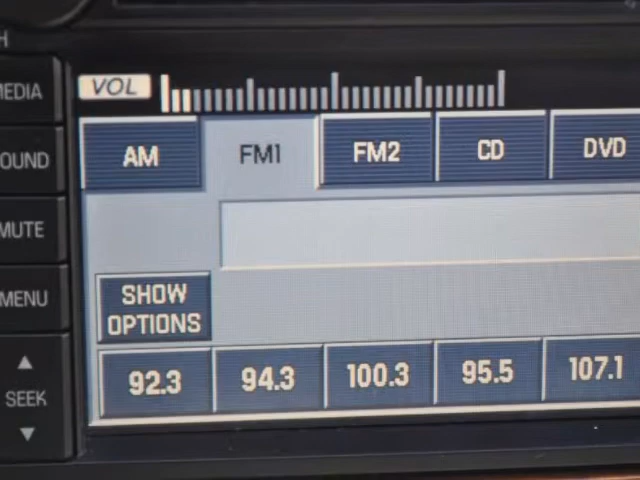 H
MEDIA
VOL
AM FM1 FM2 CD DVD
SOUND
MUTE
MENU
SHOW
OPTIONS
92.3 94.3 100.3 95.5 107.1
SEEK